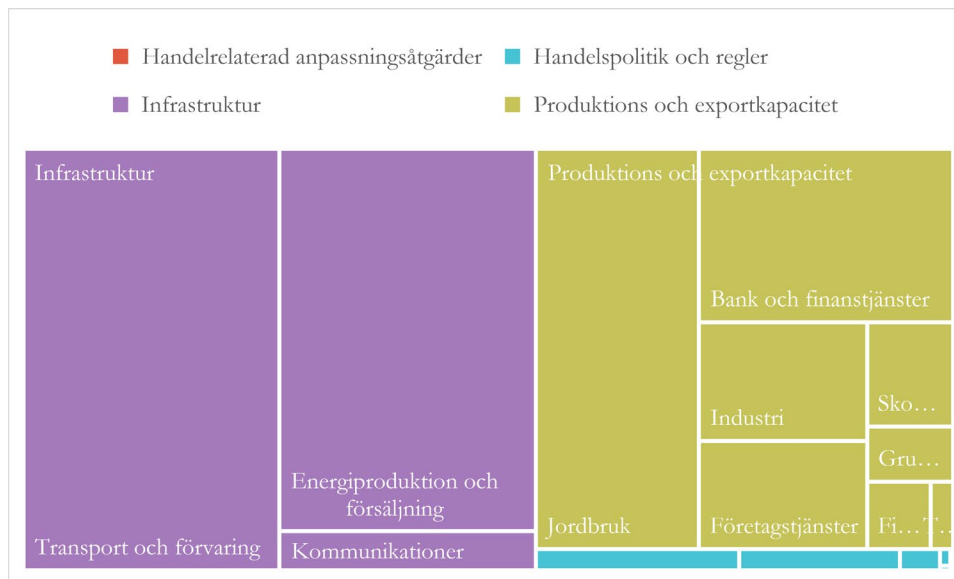 Handelrelaterad anpassningsåtgärder
Handelspolitik och regler
Infrastruktur
Produktions och exportkapacitet
Infrastruktur
Produktions och exportkapacitet
Bank och finanstjänster
Industri
Sko…
Gru…
Energiproduktion och
försäljning
Transport och förvaring
Kommunikationer
Jordbruk
Företagstjänster
Fi…
T…